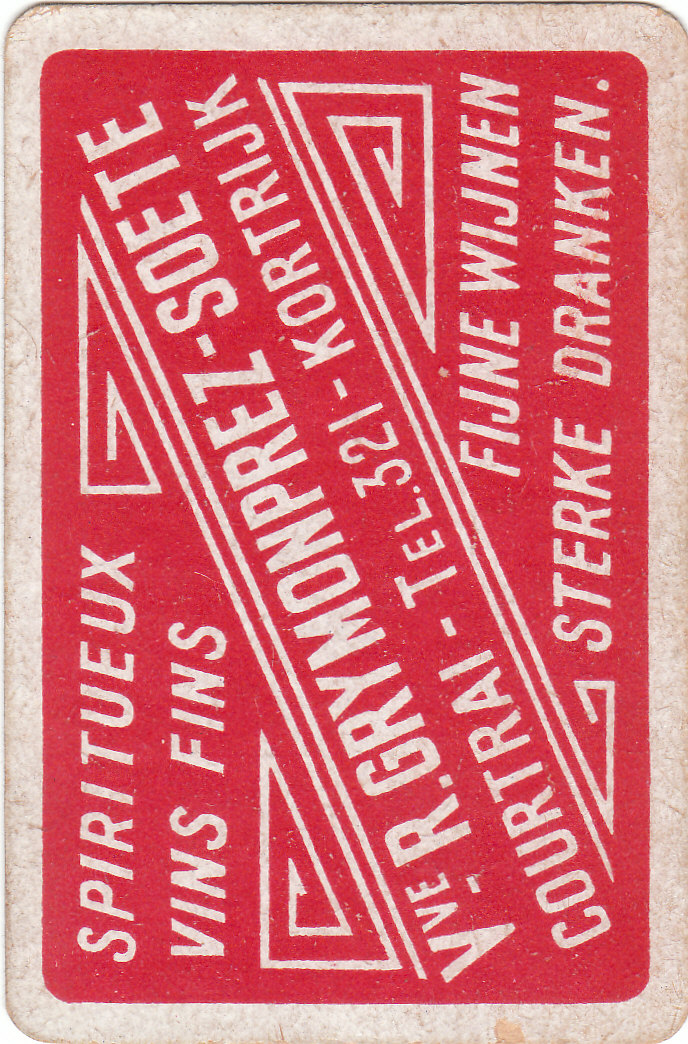 SPIRITUEUX
VINS FINS
Vve R. GRYMONPREZ-SOETE
COURTRAI - TEL. 321 - KORTRIJK
FIJNE WIJNEN
STERKE DRANKEN.